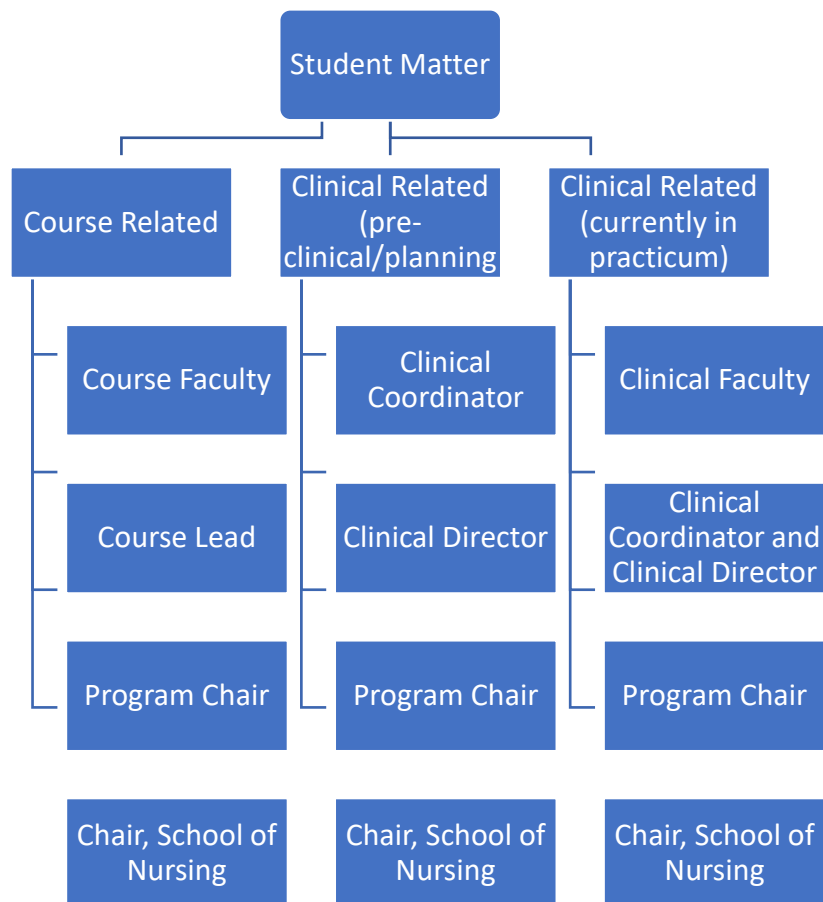 Student Matter
Course Related
Clinical Related
(pre-
clinical/planning
Clinical Related
(currently in
practicum)
Course Faculty
Clinical
Coordinator
Clinical Faculty
Course Lead
Clinical Director
Clinical
Coordinator and
Clinical Director
Program Chair
Program Chair
Program Chair
Chair, School of
Nursing
Chair, School of
Nursing
Chair, School of
Nursing